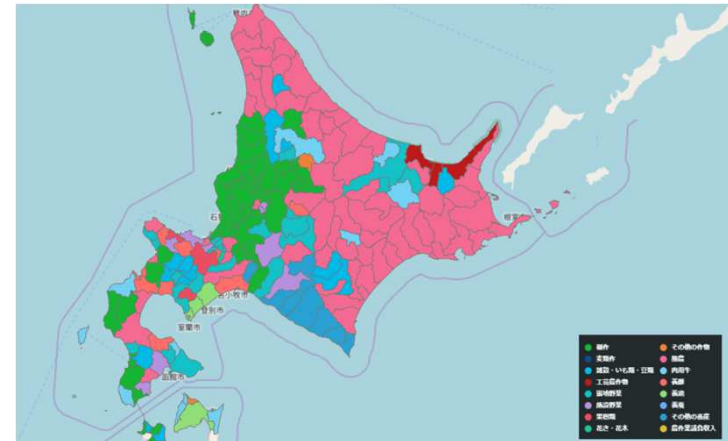 稚内市
根室市
石
苫小牧市
登別市
室蘭市
函館市
稲作
麦類作
雑穀・いも類・豆類
工芸農作物
露地野菜
施設野菜
果樹類
花き・花木
その他の作物
酪農
肉用牛
養豚
養鶏
養蚕
その他の畜産
農作業請負収入